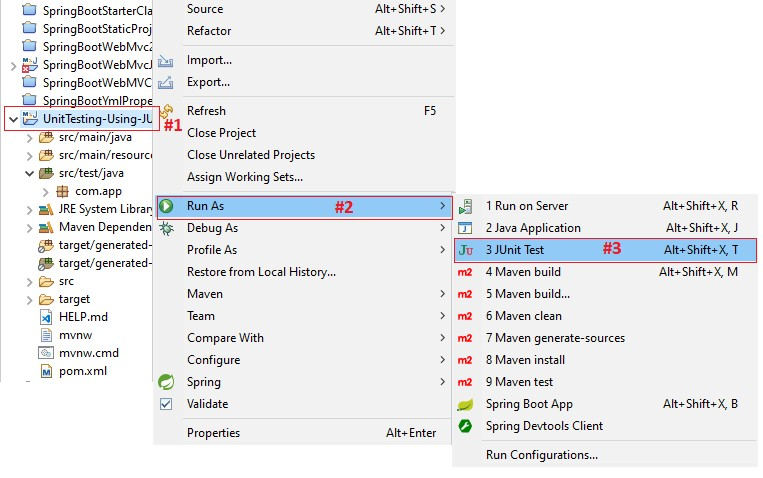 SpringBootStarterCla
SpringBootStaticProj
SpringBootWebMvc2
SpringBootWebMvcJ
SpringBootWebMVC
SpringBootYmlPrope
UnitTesting-Using-JU
#1
src/main/java
src/main/resource
src/test/java
com.app
JRE System Library
Maven Dependenc
target/generated-
target/generated-
src
target
HELP.md
mvnw
mvnw.cmd
pom.xml
Source Alt+Shift+S >
Refactor Alt+Shift+T >
Import...
Export...
Refresh F5
Close Project
Close Unrelated Projects
Assign Working Sets...
Run As #2 >
Debug As >
Profile As >
Restore from Local History...
Maven >
Team >
Compare With >
Configure >
Spring >
Validate
Properties Alt+Enter
1 Run on Server Alt+Shift+X, R
2 Java Application Alt+Shift+X, J
3 JUnit Test #3 Alt+Shift+X, T
4 Maven build Alt+Shift+X, M
5 Maven build...
6 Maven clean
7 Maven generate-sources
8 Maven install
9 Maven test
Spring Boot App Alt+Shift+X, B
Spring Devtools Client
Run Configurations...